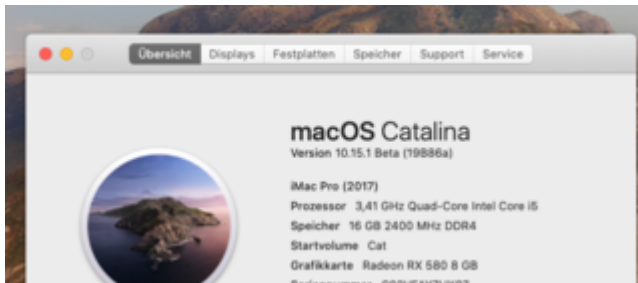 Übersicht Displays Festplatten Speicher Support Service
macOS Catalina
Version 10.15.1 Beta (19B86a)
iMac Pro (2017)
Prozessor 3,41 GHz Quad-Core Intel Core i5
Speicher 16 GB 2400 MHz DDR4
Startvolume Cat
Grafikkarte Radeon RX 580 8 GB